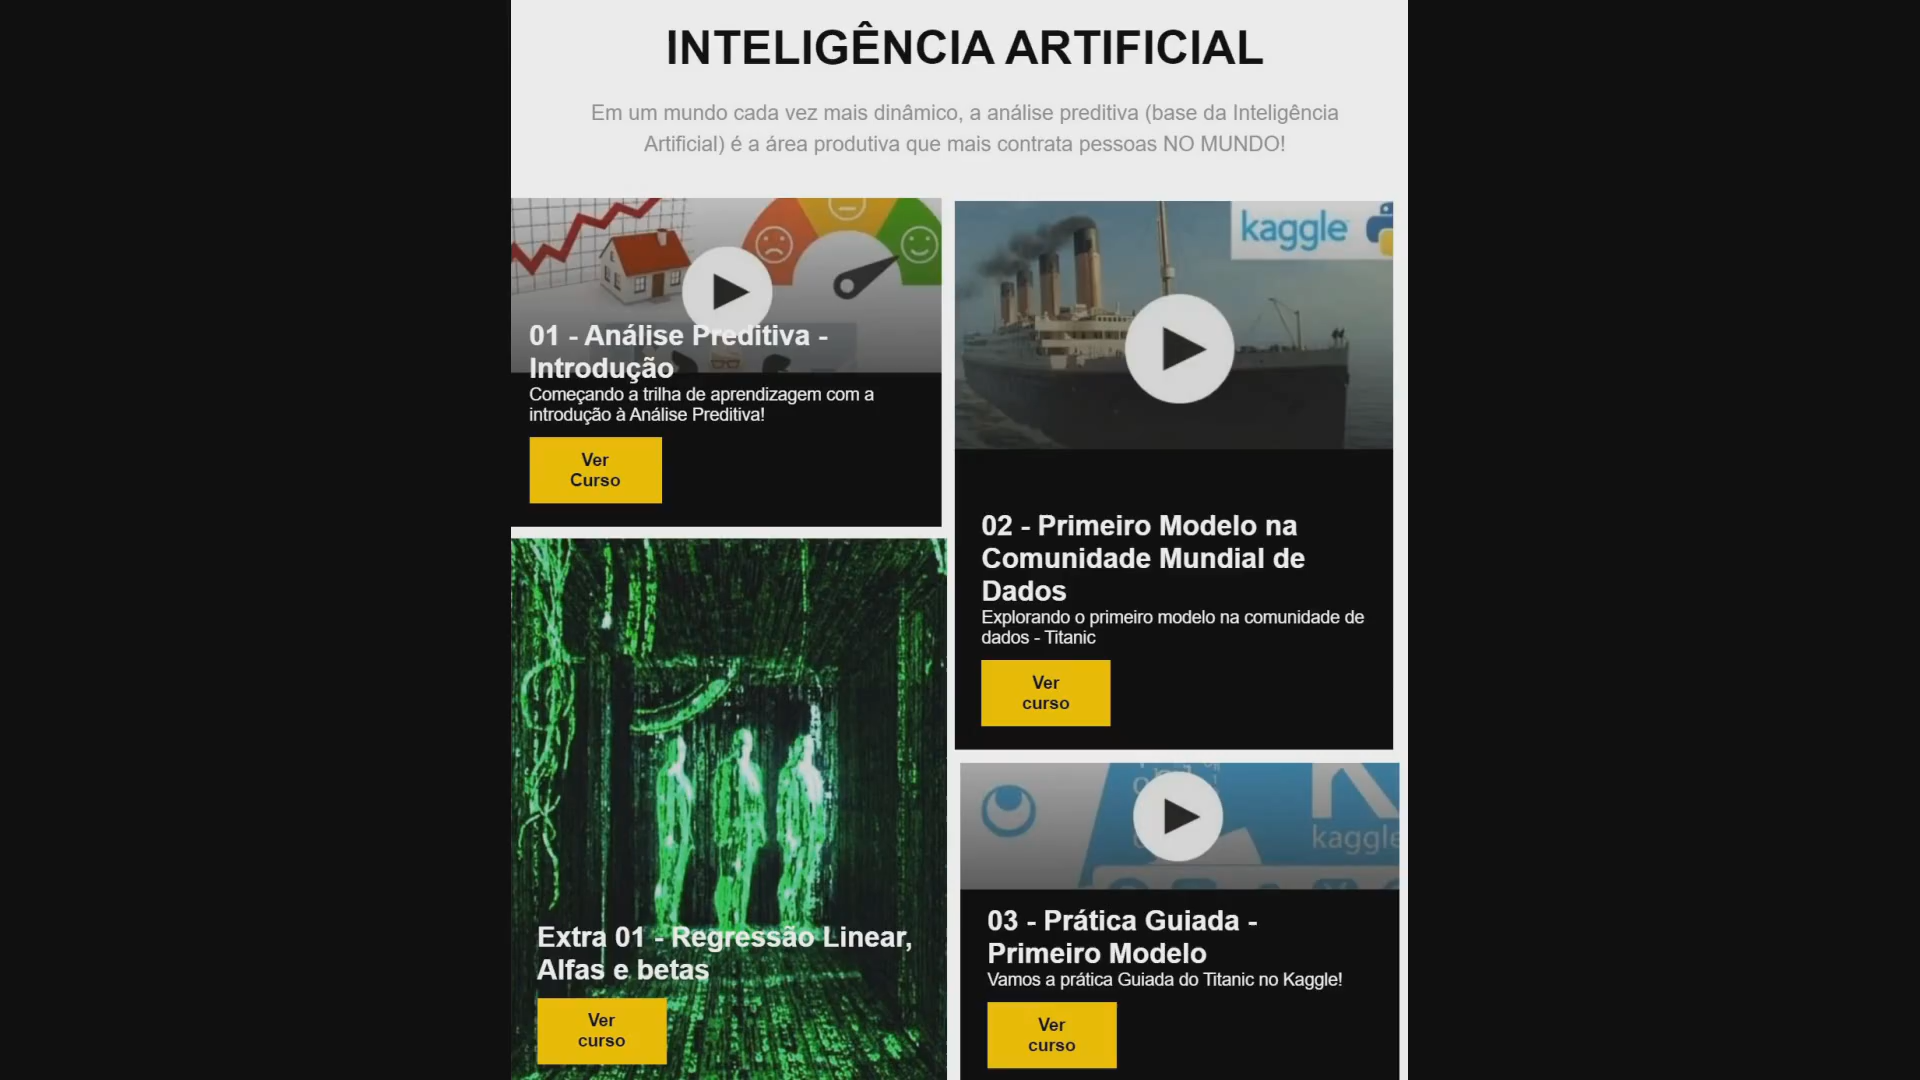 INTELIGÊNCIA ARTIFICIAL
Em um mundo cada vez mais dinâmico, a análise preditiva (base da Inteligência
Artificial) é a área produtiva que mais contrata pessoas NO MUNDO!
01 - Análise Preditiva -
Introdução
Começando a trilha de aprendizagem com a
introdução à Análise Preditiva!
Ver
Curso
kaggle
02 - Primeiro Modelo na
Comunidade Mundial de
Dados
Explorando o primeiro modelo na comunidade de
dados - Titanic
Ver
curso
Extra 01 - Regressão Linear,
Alfas e betas
Ver
curso
kaggle
03 - Prática Guiada -
Primeiro Modelo
Vamos a prática Guiada do Titanic no Kaggle!
Ver
curso